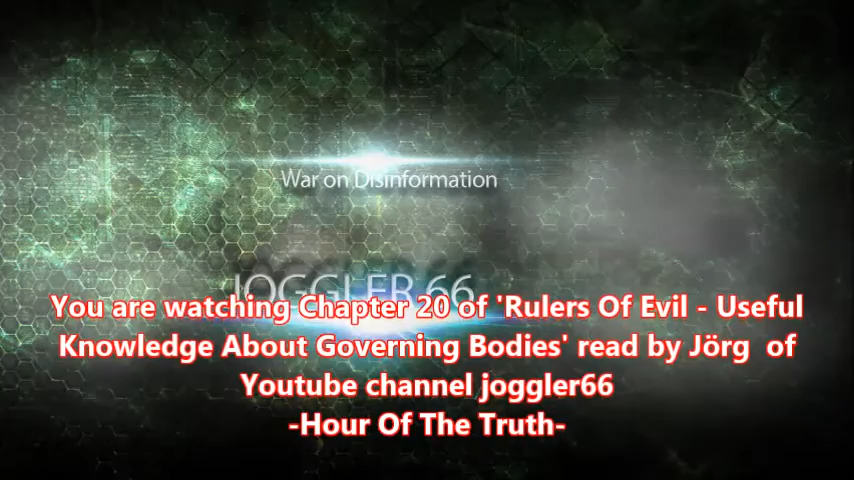 War on Disinformation
JOGGLER 66
You are watching Chapter 20 of 'Rulers Of Evil - Useful
Knowledge About Governing Bodies' read by Jörg of
Youtube channel joggler66
-Hour Of The Truth-